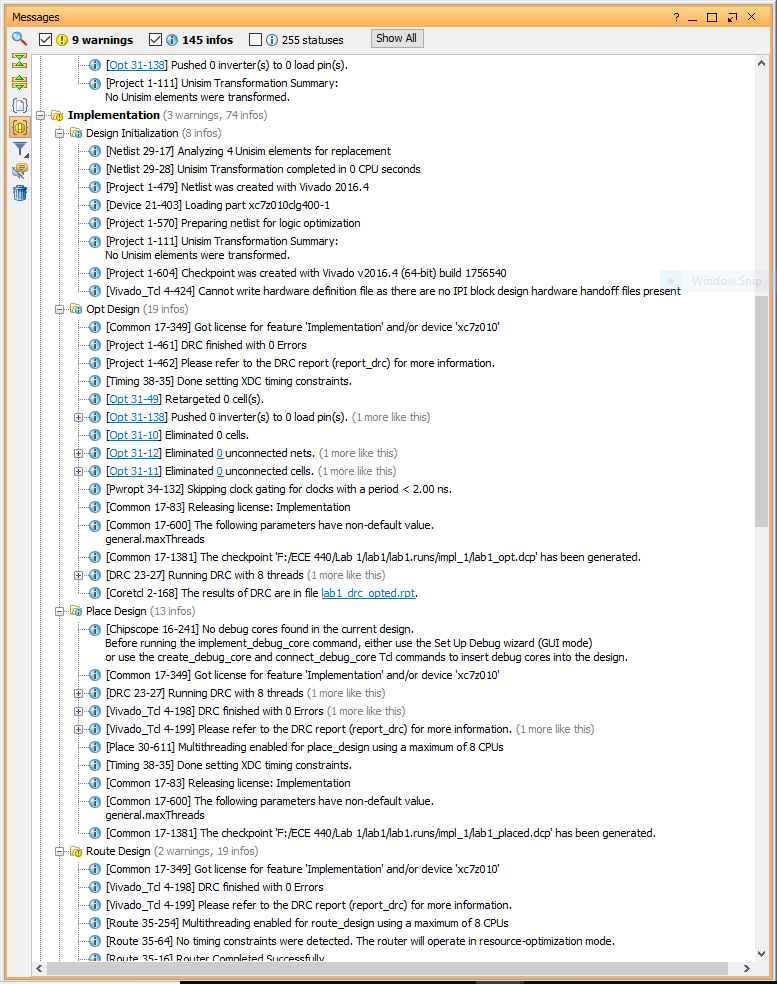 Messages
9 warnings 145 infos 255 statuses Show All
[Opt 31-138] Pushed 0 inverter(s) to 0 load pin(s).
[Project 1-111] Unisim Transformation Summary:
No Unisim elements were transformed.
Implementation (3 warnings, 74 infos)
Design Initialization (8 infos)
[Netlist 29-17] Analyzing 4 Unisim elements for replacement
[Netlist 29-28] Unisim Transformation completed in 0 CPU seconds
[Project 1-479] Netlist was created with Vivado 2016.4
[Device 21-403] Loading part xc7z010clg400-1
[Project 1-570] Preparing netlist for logic optimization
[Project 1-111] Unisim Transformation Summary:
No Unisim elements were transformed.
[Project 1-604] Checkpoint was created with Vivado v2016.4 (64-bit) build 1756540
Window Snip
[Vivado_Tcl 4-424] Cannot write hardware definition file as there are no IPI block design hardware handoff files present
Opt Design (19 infos)
[Common 17-349] Got license for feature 'Implementation' and/or device 'xc7z010'
[Project 1-461] DRC finished with 0 Errors
[Project 1-462] Please refer to the DRC report (report_drc) for more information.
[Timing 38-35] Done setting XDC timing constraints.
[Opt 31-49] Retargeted 0 cell(s).
[Opt 31-138] Pushed 0 inverter(s) to 0 load pin(s). (1 more like this)
[Opt 31-10] Eliminated 0 cells.
[Opt 31-12] Eliminated 0 unconnected nets. (1 more like this)
[Opt 31-11] Eliminated 0 unconnected cells. (1 more like this)
[Pwropt 34-132] Skipping clock gating for clocks with a period < 2.00 ns.
[Common 17-83] Releasing license: Implementation
[Common 17-600] The following parameters have non-default value.
general.maxThreads
[Common 17-1381] The checkpoint 'F:/ECE 440/Lab 1/lab1/lab1.runs/impl_1/lab1_opt.dcp' has been generated.
[DRC 23-27] Running DRC with 8 threads (1 more like this)
[Coretcl 2-168] The results of DRC are in file lab1_drc_opted.rpt.
Place Design (13 infos)
[Chipscope 16-241] No debug cores found in the current design.
Before running the implement_debug_core command, either use the Set Up Debug wizard (GUI mode)
or use the create_debug_core and connect_debug_core Tcl commands to insert debug cores into the design.
[Common 17-349] Got license for feature 'Implementation' and/or device 'xc7z010'
[DRC 23-27] Running DRC with 8 threads (1 more like this)
[Vivado_Tcl 4-198] DRC finished with 0 Errors (1 more like this)
[Vivado_Tcl 4-199] Please refer to the DRC report (report_drc) for more information. (1 more like this)
[Place 30-611] Multithreading enabled for place_design using a maximum of 8 CPUs
[Timing 38-35] Done setting XDC timing constraints.
[Common 17-83] Releasing license: Implementation
[Common 17-600] The following parameters have non-default value.
general.maxThreads
[Common 17-1381] The checkpoint 'F:/ECE 440/Lab 1/lab1/lab1.runs/impl_1/lab1_placed.dcp' has been generated.
Route Design (2 warnings, 19 infos)
[Common 17-349] Got license for feature 'Implementation' and/or device 'xc7z010'
[Vivado_Tcl 4-198] DRC finished with 0 Errors
[Vivado_Tcl 4-199] Please refer to the DRC report (report_drc) for more information.
[Route 35-254] Multithreading enabled for route_design using a maximum of 8 CPUs
[Route 35-64] No timing constraints were detected. The router will operate in resource-optimization mode.
[Route 35-16] Router Completed Successfully